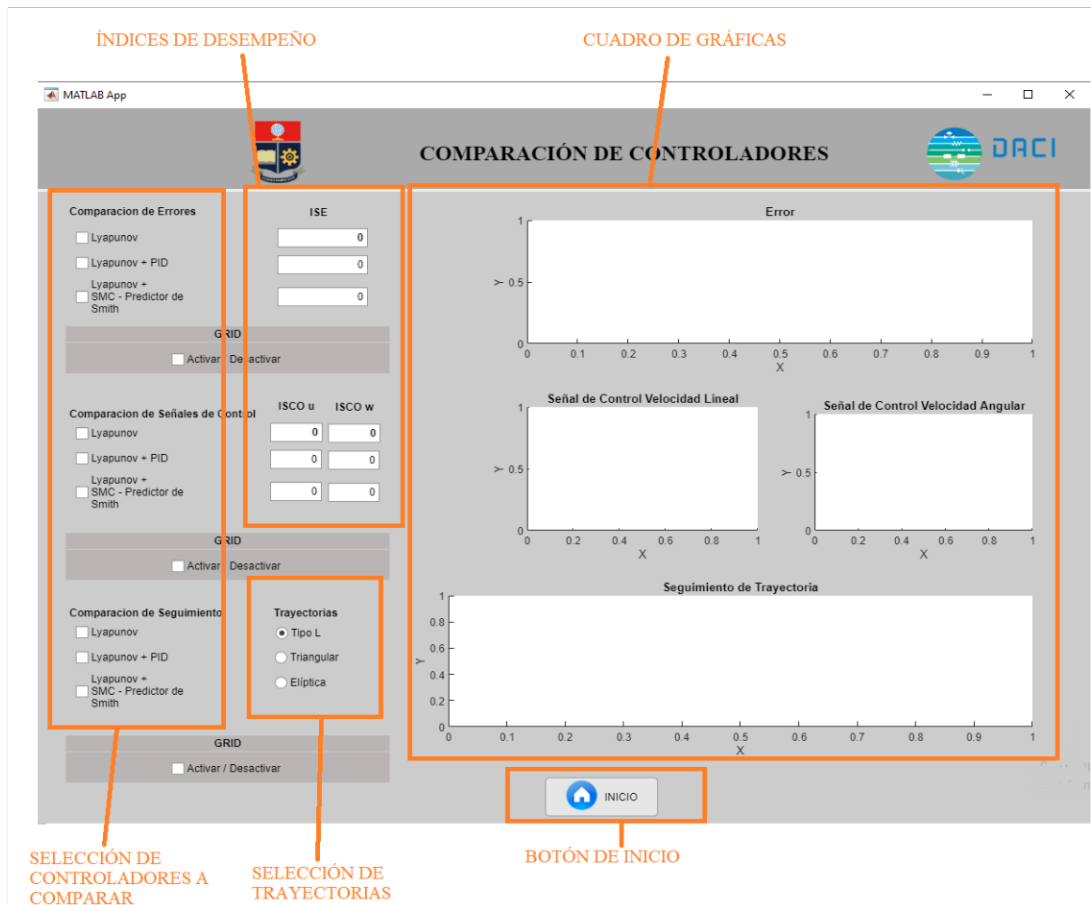 ÍNDICES DE DESEMPEÑO
CUADRO DE GRÁFICAS
MATLAB App
COMPARACIÓN DE CONTROLADORES
DACI
Comparacion de Errores
ISE
Lyapunov
0
Lyapunov + PID
0
Lyapunov +
SMC - Predictor de
Smith
0
GRID
Activar / Desactivar
Comparacion de Señales de Control
ISCO u
ISCO w
Lyapunov
0
0
Lyapunov + PID
0
0
Lyapunov +
SMC - Predictor de
Smith
0
0
GRID
Activar / Desactivar
Comparacion de Seguimiento
Lyapunov
Lyapunov + PID
Lyapunov +
SMC - Predictor de
Smith
Trayectorias
Tipo L
Triangular
Elíptica
GRID
Activar / Desactivar
Error
1
0.5
0
Y
0 0.1 0.2 0.3 0.4 0.5 0.6 0.7 0.8 0.9 1
X
Señal de Control Velocidad Lineal
1
0.5
0
Y
0 0.2 0.4 0.6 0.8 1
X
Señal de Control Velocidad Angular
1
0.5
0
Y
0 0.2 0.4 0.6 0.8 1
X
Seguimiento de Trayectoria
1
0.8
0.6
0.4
0.2
0
Y
0 0.1 0.2 0.3 0.4 0.5 0.6 0.7 0.8 0.9 1
X
INICIO
SELECCIÓN DE
CONTROLADORES A
COMPARAR
SELECCIÓN DE
TRAYECTORIAS
BOTÓN DE INICIO